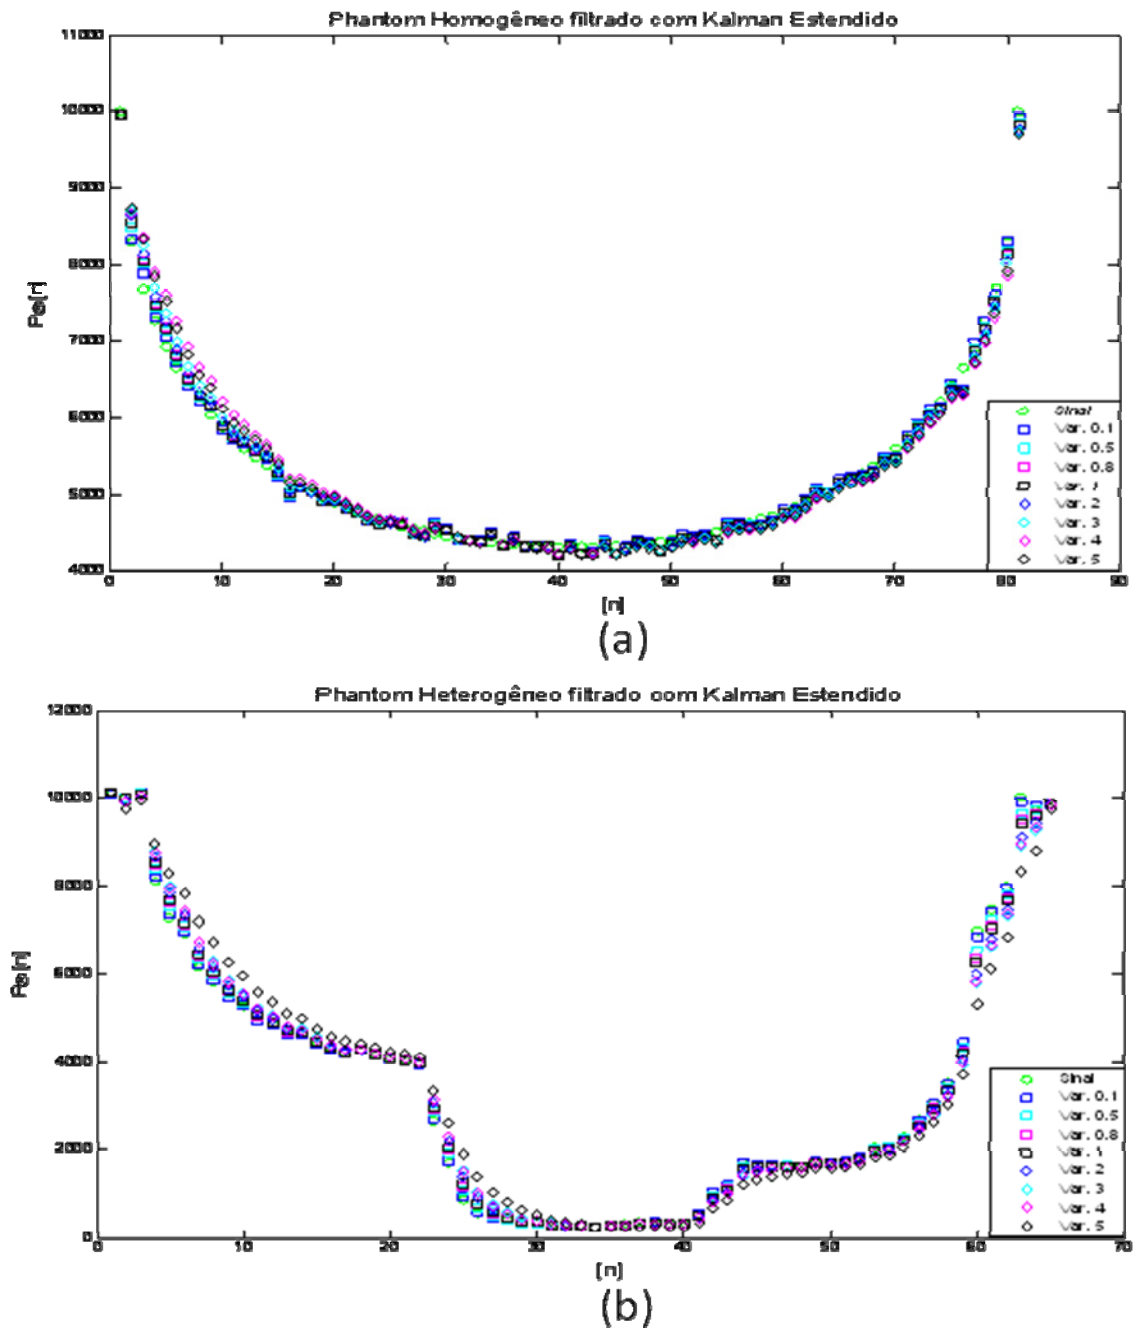 Phantom Homogêneo filtrado com Kalman Estendido
11000
10000
9000
8000
7000
6000
5000
4000
0 10 20 30 40 50 60 70 80 90
[n]
Sinal
Var. 0.1
Var. 0.5
Var. 0.8
Var. 1
Var. 2
Var. 3
Var. 4
Var. 5
(a)
Phantom Heterogêneo filtrado com Kalman Estendido
12000
10000
8000
6000
4000
2000
0
0 10 20 30 40 50 60 70
[n]
Sinal
Var. 0.1
Var. 0.5
Var. 0.8
Var. 1
Var. 2
Var. 3
Var. 4
Var. 5
(b)